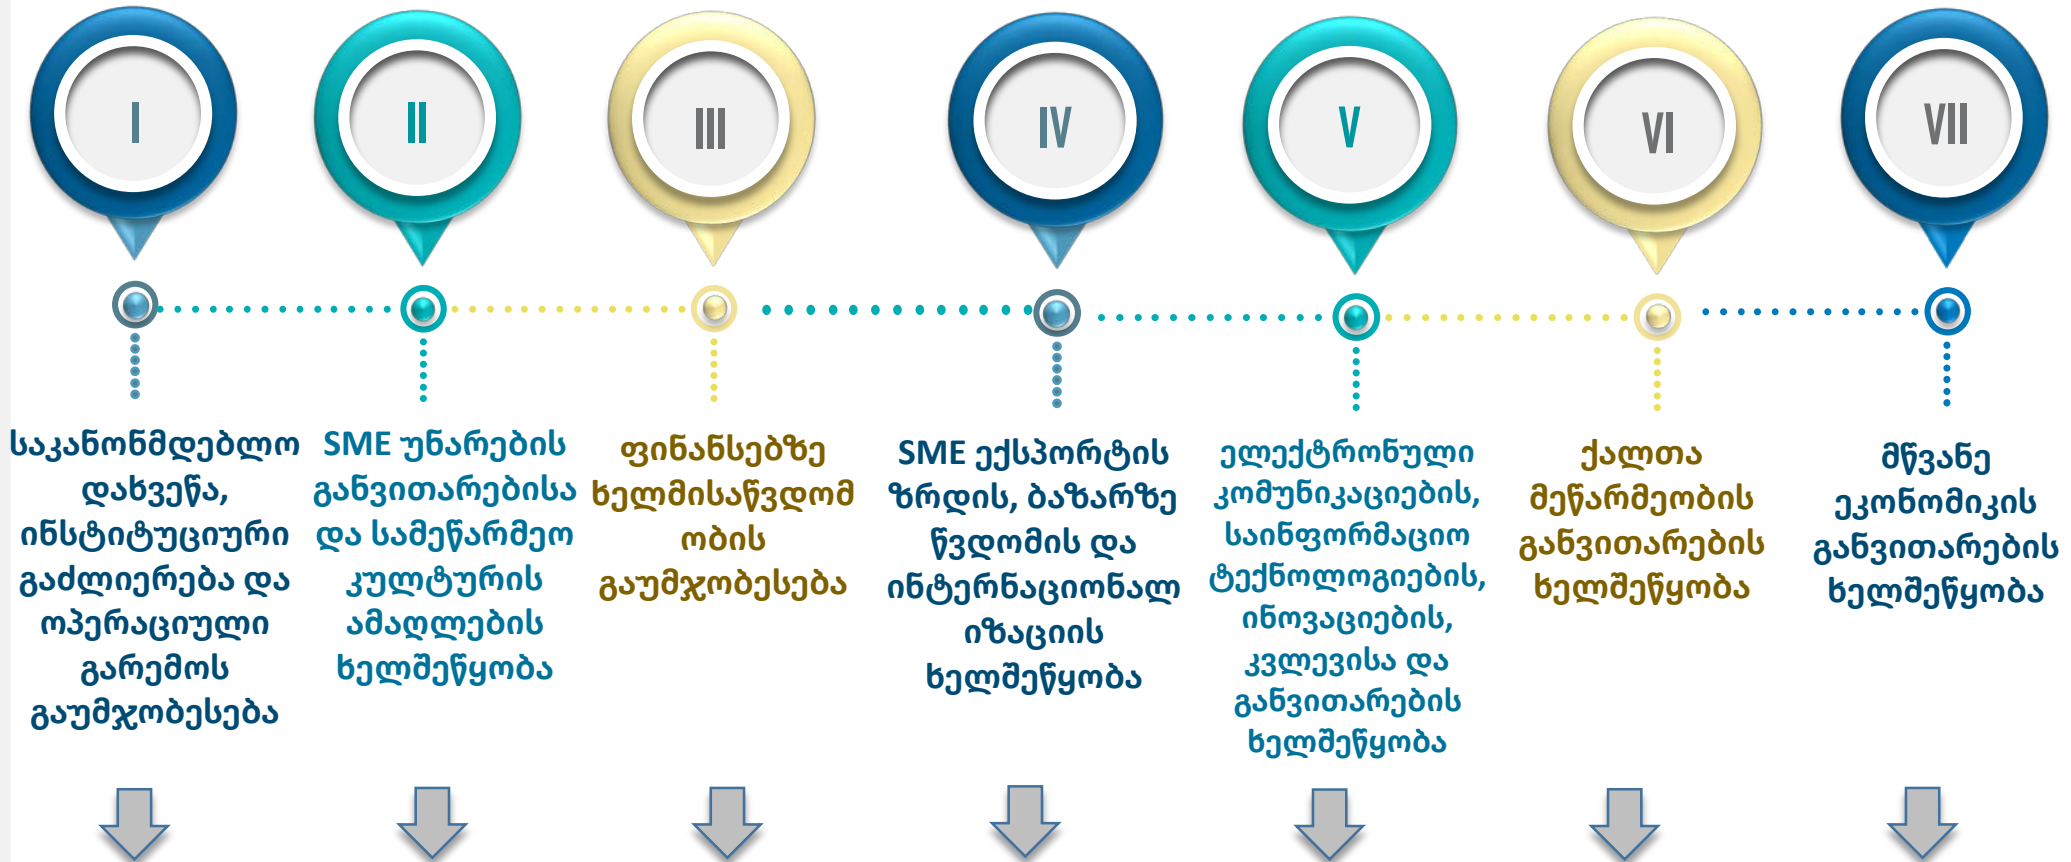 I
II
III
IV
V
VI
VII
საკანონმდებლო
დახვეწა,
ინსტიტუციური
გაძლიერება და
ოპერაციული
გარემოს
გაუმჯობესება
SME უნარების
განვითარებისა
და სამეწარმეო
კულტურის
ამაღლების
ხელშეწყობა
ფინანსებზე
ხელმისაწვდომ
ობის
გაუმჯობესება
SME ექსპორტის
ზრდის, ბაზარზე
წვდომის და
ინტერნაციონალ
იზაციის
ხელშეწყობა
ელექტრონული
კომუნიკაციების,
საინფორმაციო
ტექნოლოგიების,
ინოვაციების,
კვლევისა და
განვითარების
ხელშეწყობა
ქალთა
მეწარმეობის
განვითარების
ხელშეწყობა
მწვანე
ეკონომიკის
განვითარების
ხელშეწყობა